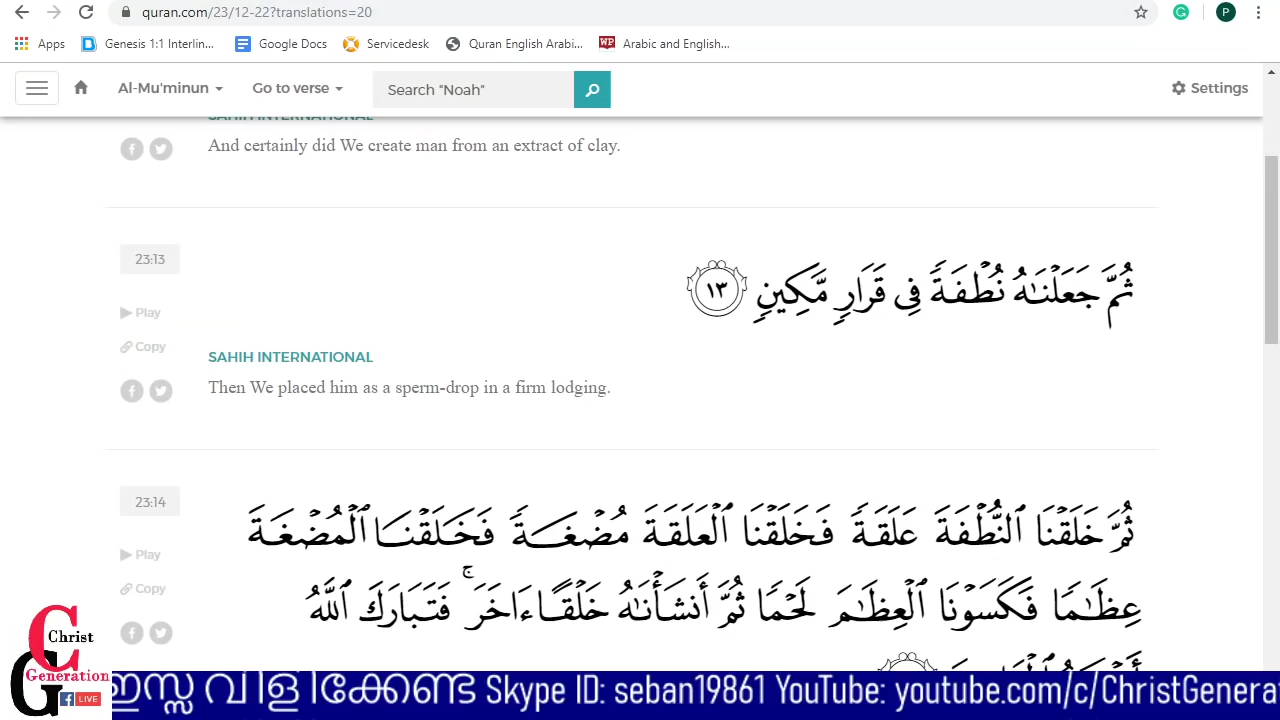 quran.com/23/12-22?translations=20
Apps Genesis 1:1 Interlin... Google Docs Servicedesk Quran English Arabi... Arabic and English...
Al-Mu'minun Go to verse Search "Noah" Settings
SAHIH INTERNATIONAL
And certainly did We create man from an extract of clay.
23:13
ثُمَّ جَعَلْنَـٰهُ نُطْفَةً فِى قَرَارٍ مَّكِينٍ ١٣
Play
Copy
SAHIH INTERNATIONAL
Then We placed him as a sperm-drop in a firm lodging.
23:14
ثُمَّ خَلَقْنَا ٱلنُّطْفَةَ عَلَقَةً فَخَلَقْنَا ٱلْعَلَقَةَ مُضْغَةً فَخَلَقْنَا ٱلْمُضْغَةَ
Play
عِظَـٰمًا فَكَسَوْنَا ٱلْعِظَـٰمَ لَحْمًا ثُمَّ أَنشَأْنَـٰهُ خَلْقًا ءَاخَرَ ۚ فَتَبَارَكَ ٱللَّهُ
Copy
Christ
Generation
LIVE
വിളിക്കേണ്ട Skype ID: seban19861 YouTube: youtube.com/c/ChristGenera